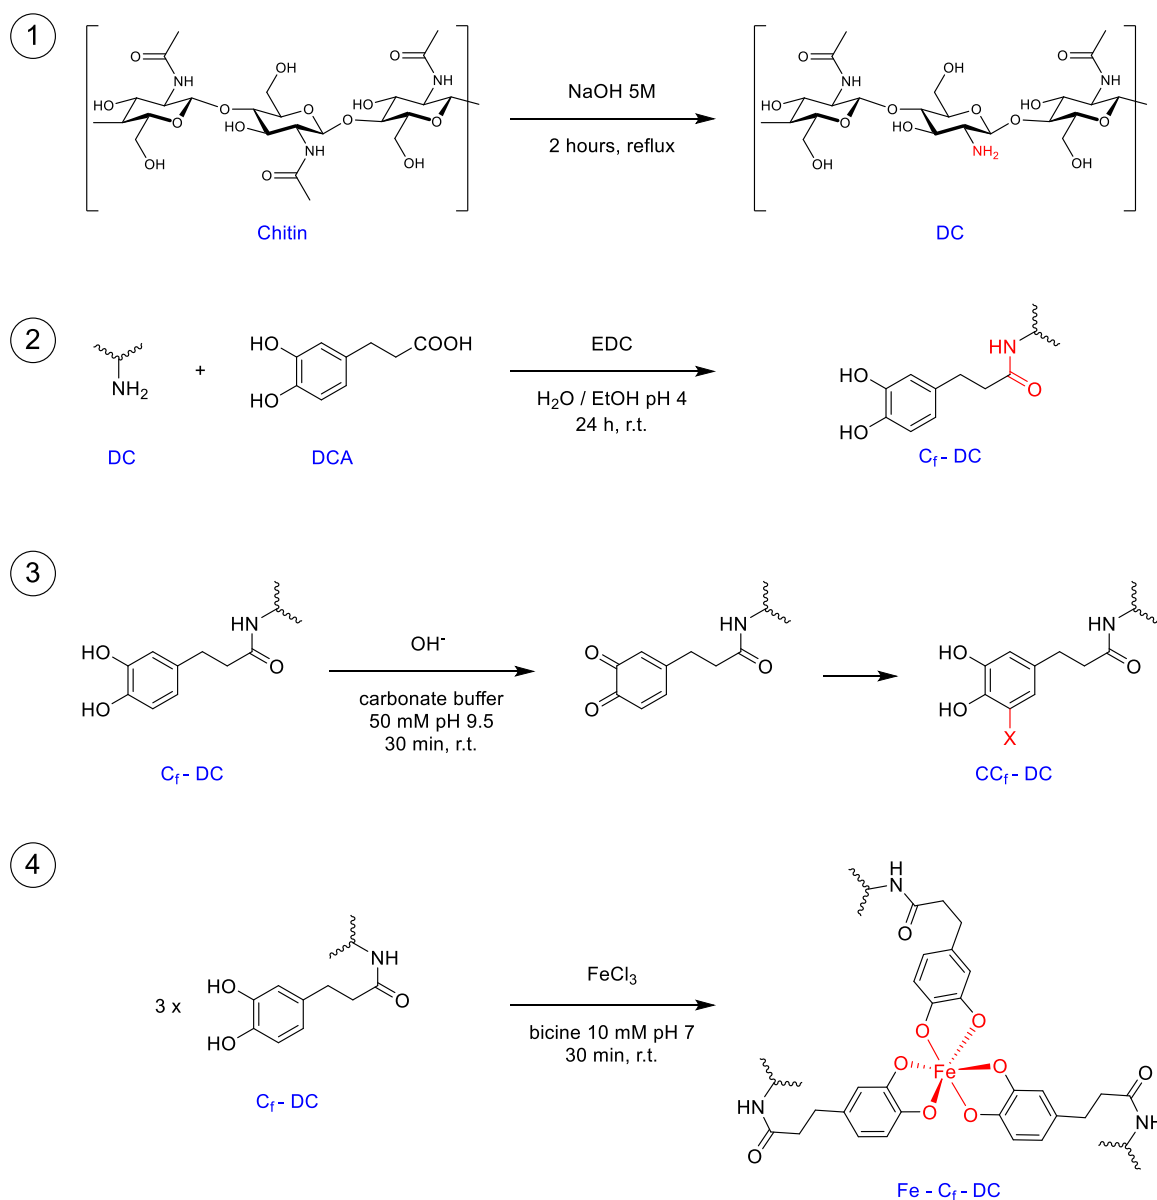 1
O
NH
HO
O
OH
O
OH
O
HO
NH
O
O
HO
O
NH
O
O
OH
Chitin
NaOH 5M
2 hours, reflux
O
NH
HO
O
OH
O
OH
O
HO
NH2
O
O
HO
O
NH
O
OH
DC
2
NH2
DC
+
HO
HO
COOH
DCA
EDC
H2O / EtOH pH 4
24 h, r.t.
HN
O
HO
HO
Cf - DC
3
HN
O
HO
HO
Cf - DC
OH-
carbonate buffer
50 mM pH 9.5
30 min, r.t.
HN
O
O
O
HN
O
HO
HO
X
CCf - DC
4
3 x
NH
O
HO
HO
Cf - DC
FeCl3
bicine 10 mM pH 7
30 min, r.t.
H
N
O
O
O
O
Fe
O
O
O
HN
O
O
NH
Fe - Cf - DC